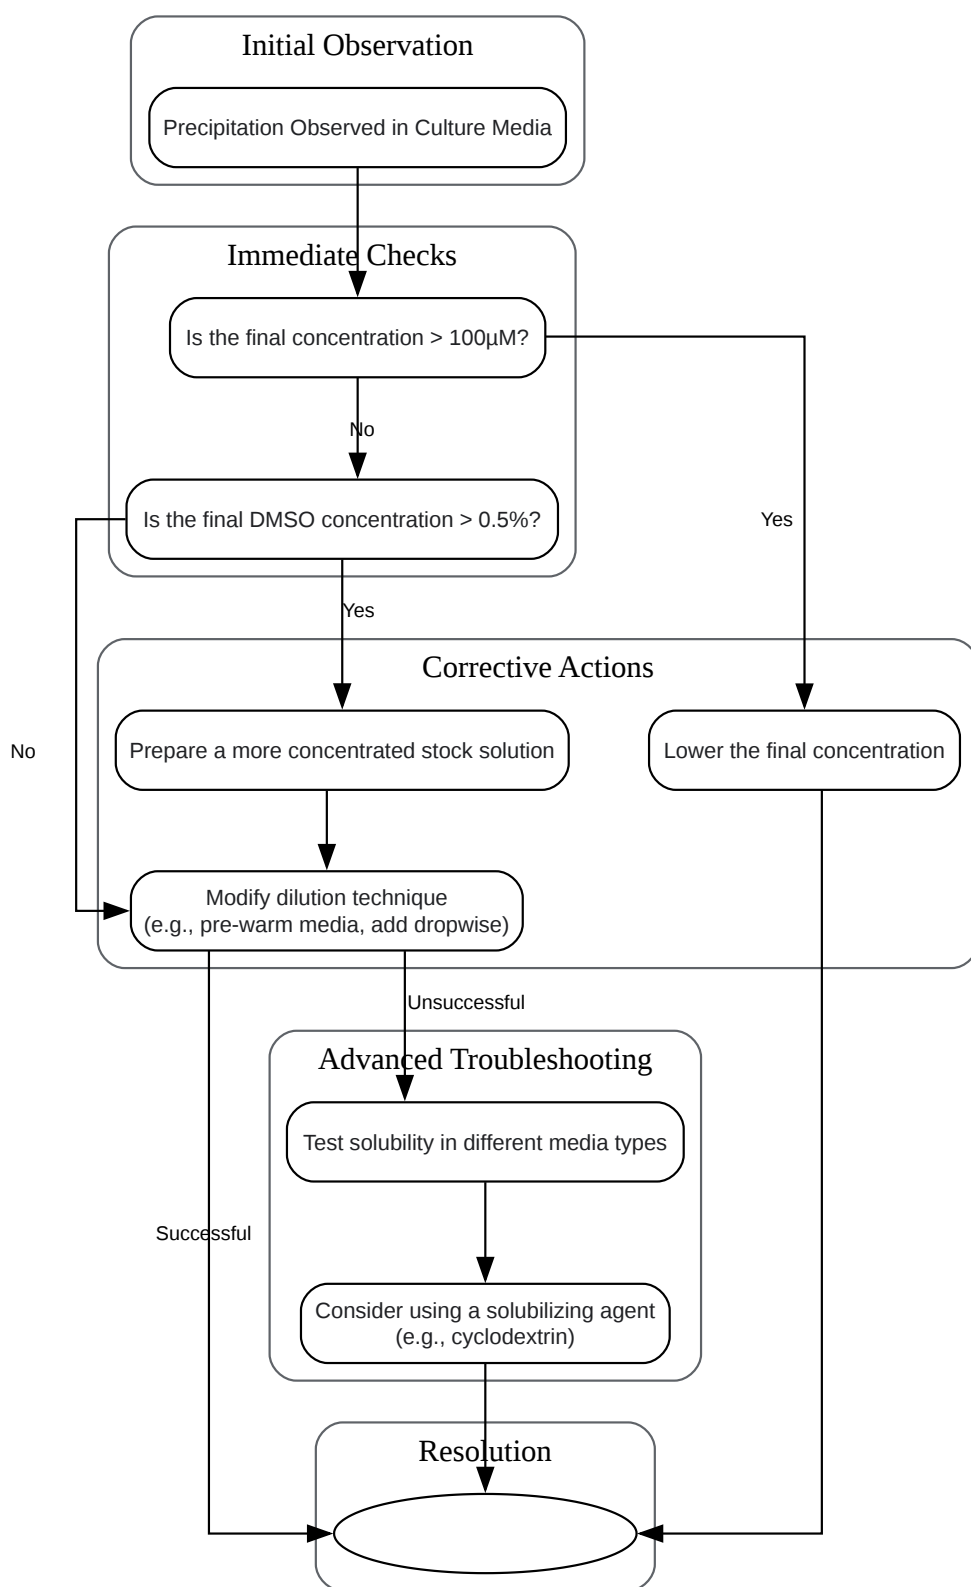 Initial Observation
Precipitation Observed in Culture Media
Immediate Checks
Is the final concentration > 100µM?
No
Is the final DMSO concentration > 0.5%?
Yes
Yes
Corrective Actions
No
Prepare a more concentrated stock solution
Lower the final concentration
Modify dilution technique
(e.g., pre-warm media, add dropwise)
Unsuccessful
Advanced Troubleshooting
Test solubility in different media types
Successful
Consider using a solubilizing agent
(e.g., cyclodextrin)
Resolution